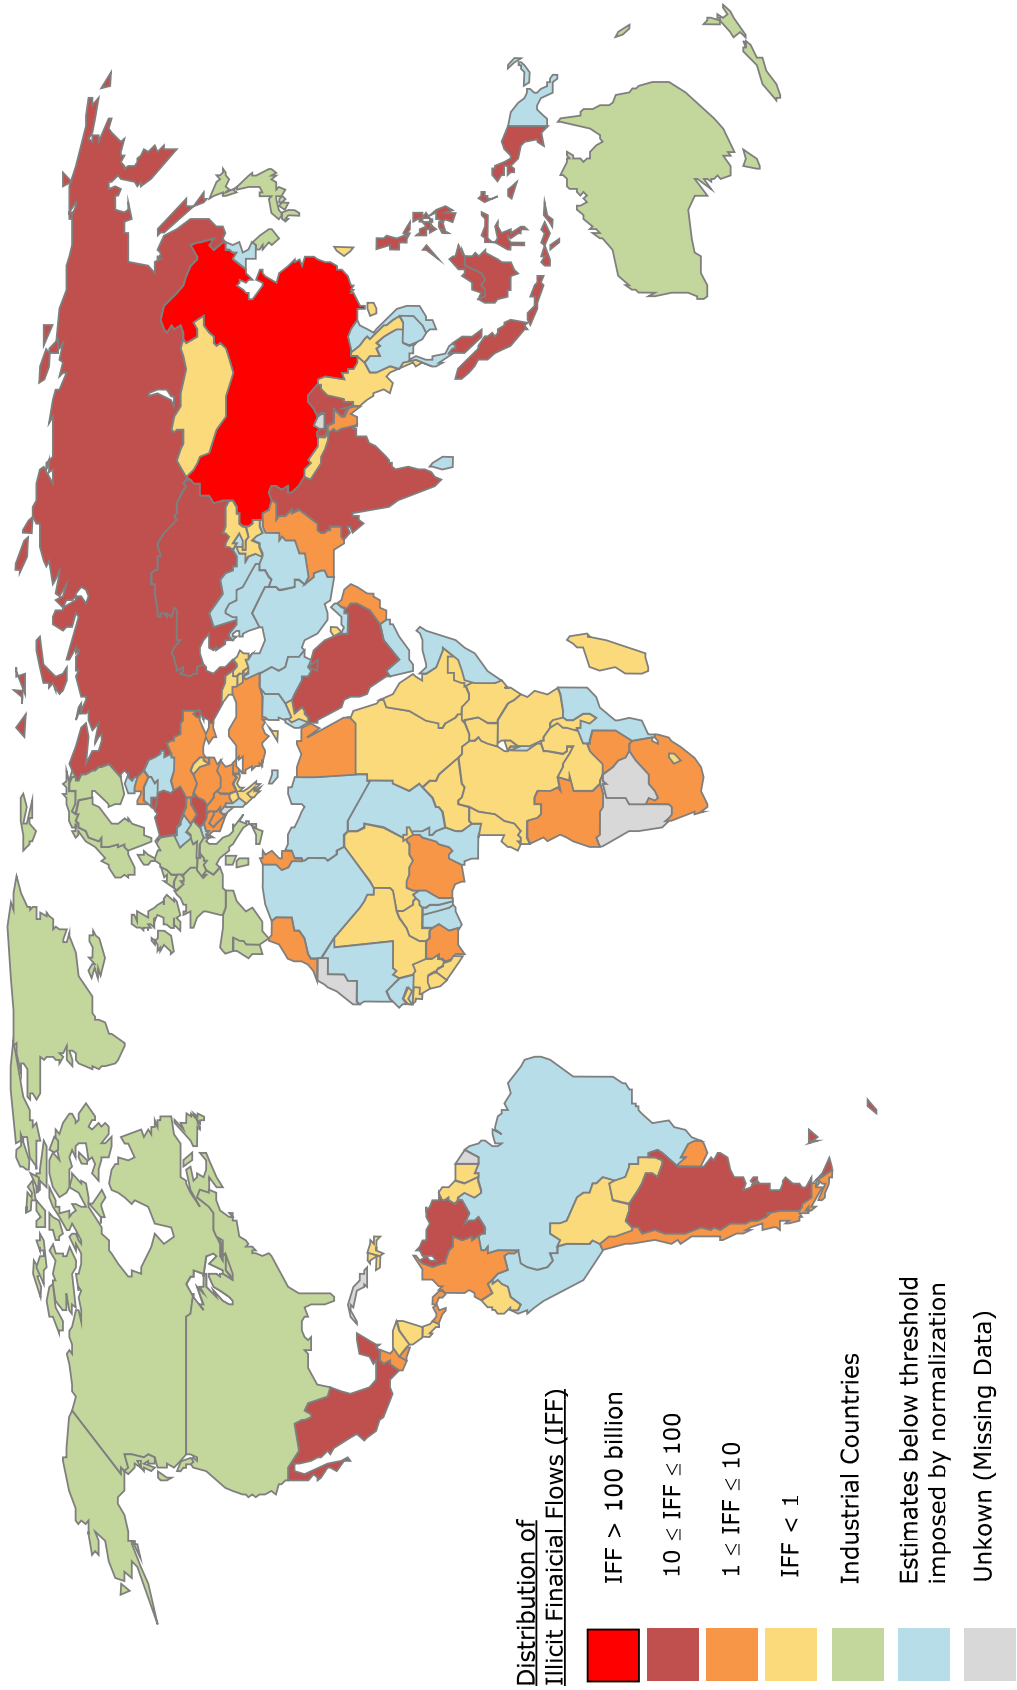 Distribution of
Illicit Finaicial Flows (IFF)
IFF > 100 billion
10 ≤ IFF ≤ 100
1 ≤ IFF ≤ 10
IFF < 1
Industrial Countries
Estimates below threshold
imposed by normalization
Unkown (Missing Data)